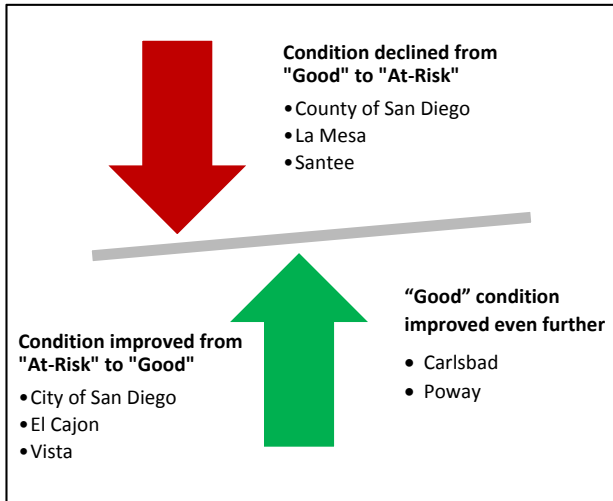 Condition declined from
"Good" to "At-Risk"
•County of San Diego
•La Mesa
•Santee
Condition improved from
"At-Risk" to "Good"
•City of San Diego
•El Cajon
•Vista
“Good” condition
improved even further
• Carlsbad
• Poway